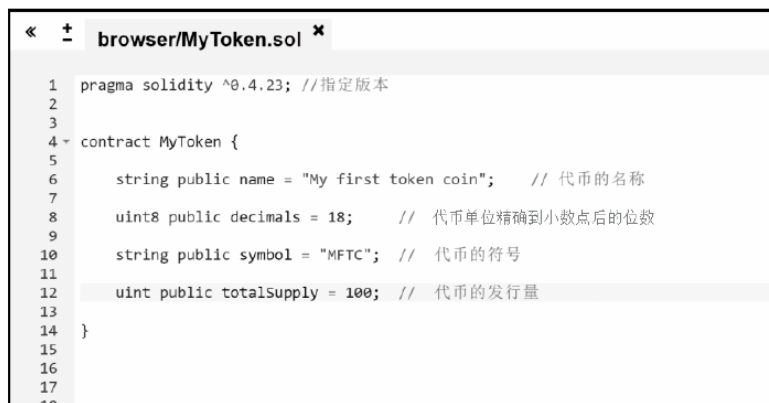 « ± browser/MyToken.sol ×
1 pragma solidity ^0.4.23; //指定版本
2
3
4 contract MyToken {
5
6 string public name = "My first token coin"; // 代币的名称
7
8 uint8 public decimals = 18; // 代币单位精确到小数点后的位数
9
10 string public symbol = "MFTC"; // 代币的符号
11
12 uint public totalSupply = 100; // 代币的发行量
13
14 }
15
16
17